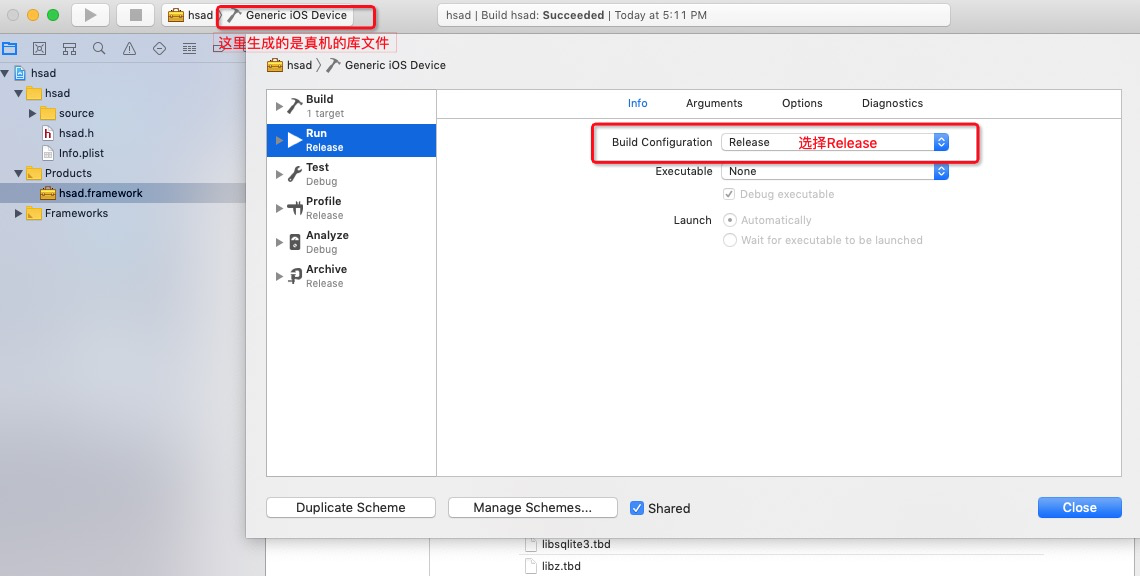 hsad 〉 Generic iOS Device
hsad | Build hsad: Succeeded | Today at 5:11 PM
这里生成的是真机的库文件
hsad
hsad
source
hsad.h
Info.plist
Products
hsad.framework
Frameworks
hsad 〉 Generic iOS Device
Build
1 target
Run
Release
Test
Debug
Profile
Release
Analyze
Debug
Archive
Release
Info Arguments Options Diagnostics
Build Configuration Release 选择Release
Executable None
Debug executable
Launch Automatically
Wait for executable to be launched
Duplicate Scheme Manage Schemes... Shared Close
libsqlite3.tbd
libz.tbd